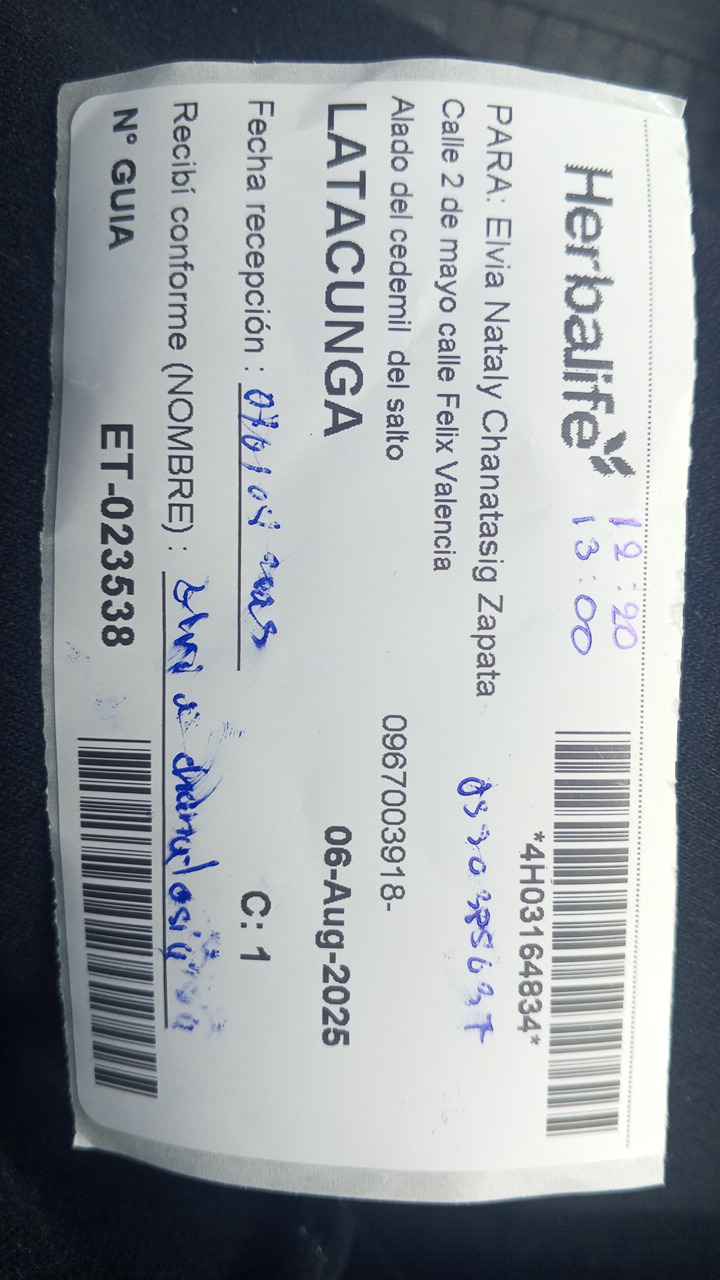 Herbalife
12:20
13:00
*4H03164834*
PARA: Elvia Nataly Chanatasig Zapata
Calle 2 de mayo calle Felix Valencia
Alado del cedemil del salto
0967003918-
LATACUNGA
06-Aug-2025
Fecha recepción :
C: 1
Recibí conforme (NOMBRE) :
N° GUIA
ET-023538